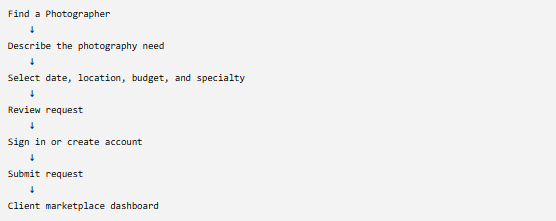 Find a Photographer
↓
Describe the photography need
↓
Select date, location, budget, and specialty
↓
Review request
↓
Sign in or create account
↓
Submit request
↓
Client marketplace dashboard